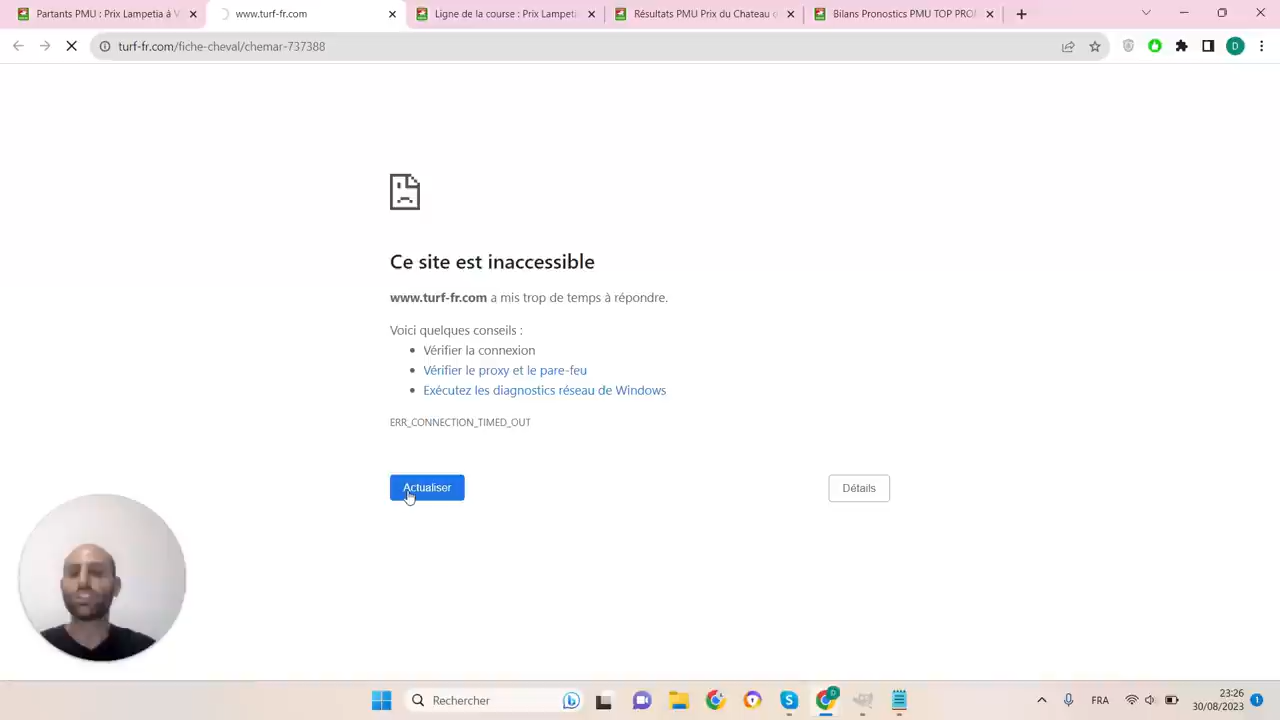 Partants PMU : Prix Lampetia à V
www.turf-fr.com
Ligne de la course : Prix Lampeti
Résultats PMU Prix du Chateau
Bilans Pronostics PMU TOP PRO
turf-fr.com/fiche-cheval/chemar-737388
D
Ce site est inaccessible
www.turf-fr.com a mis trop de temps à répondre.
Voici quelques conseils :
Vérifier la connexion
Vérifier le proxy et le pare-feu
Exécutez les diagnostics réseau de Windows
ERR_CONNECTION_TIMED_OUT
Actualiser
Détails
Rechercher
D
FRA
23:26
30/08/2023
1